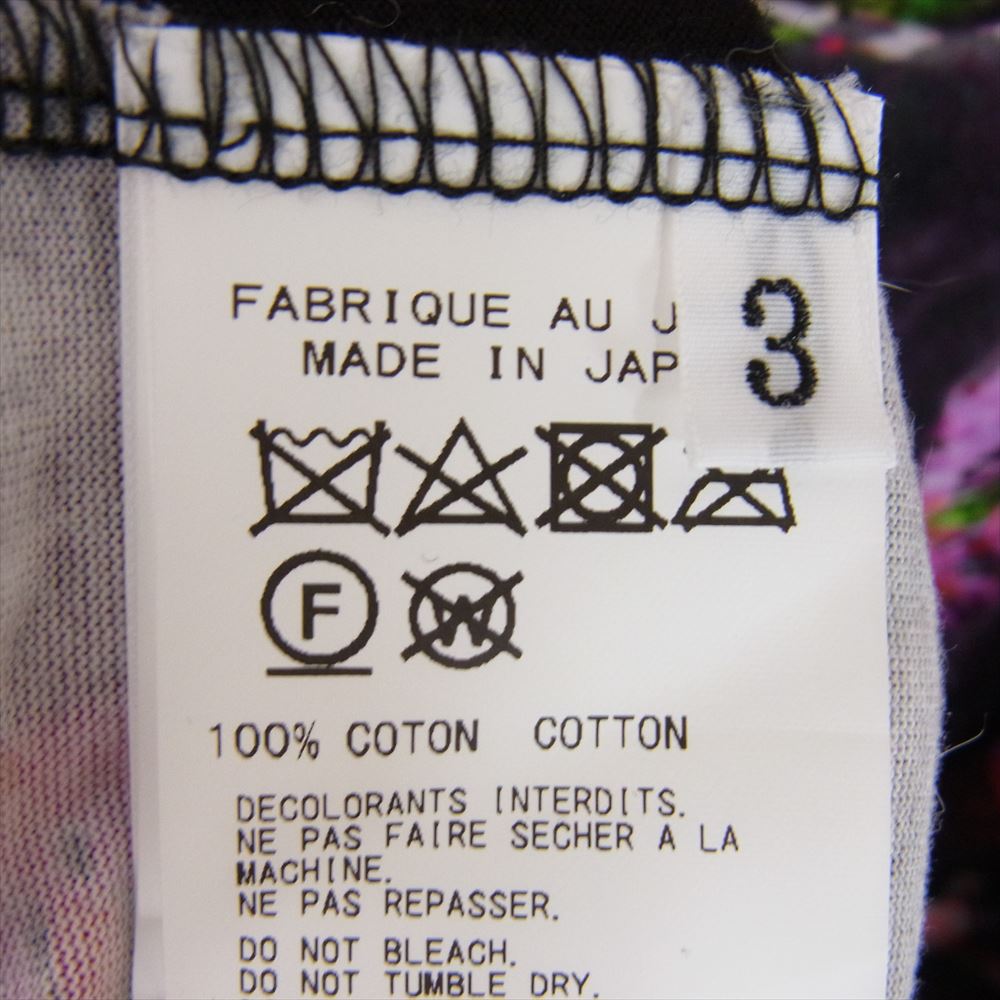 FABRIQUE AU J
MADE IN JAP
3
F W
100% COTON COTTON
DECOLORANTS INTERDITS.
NE PAS FAIRE SECHER A LA
MACHINE.
NE PAS REPASSER.
DO NOT BLEACH.
DO NOT TUMBLE DRY.